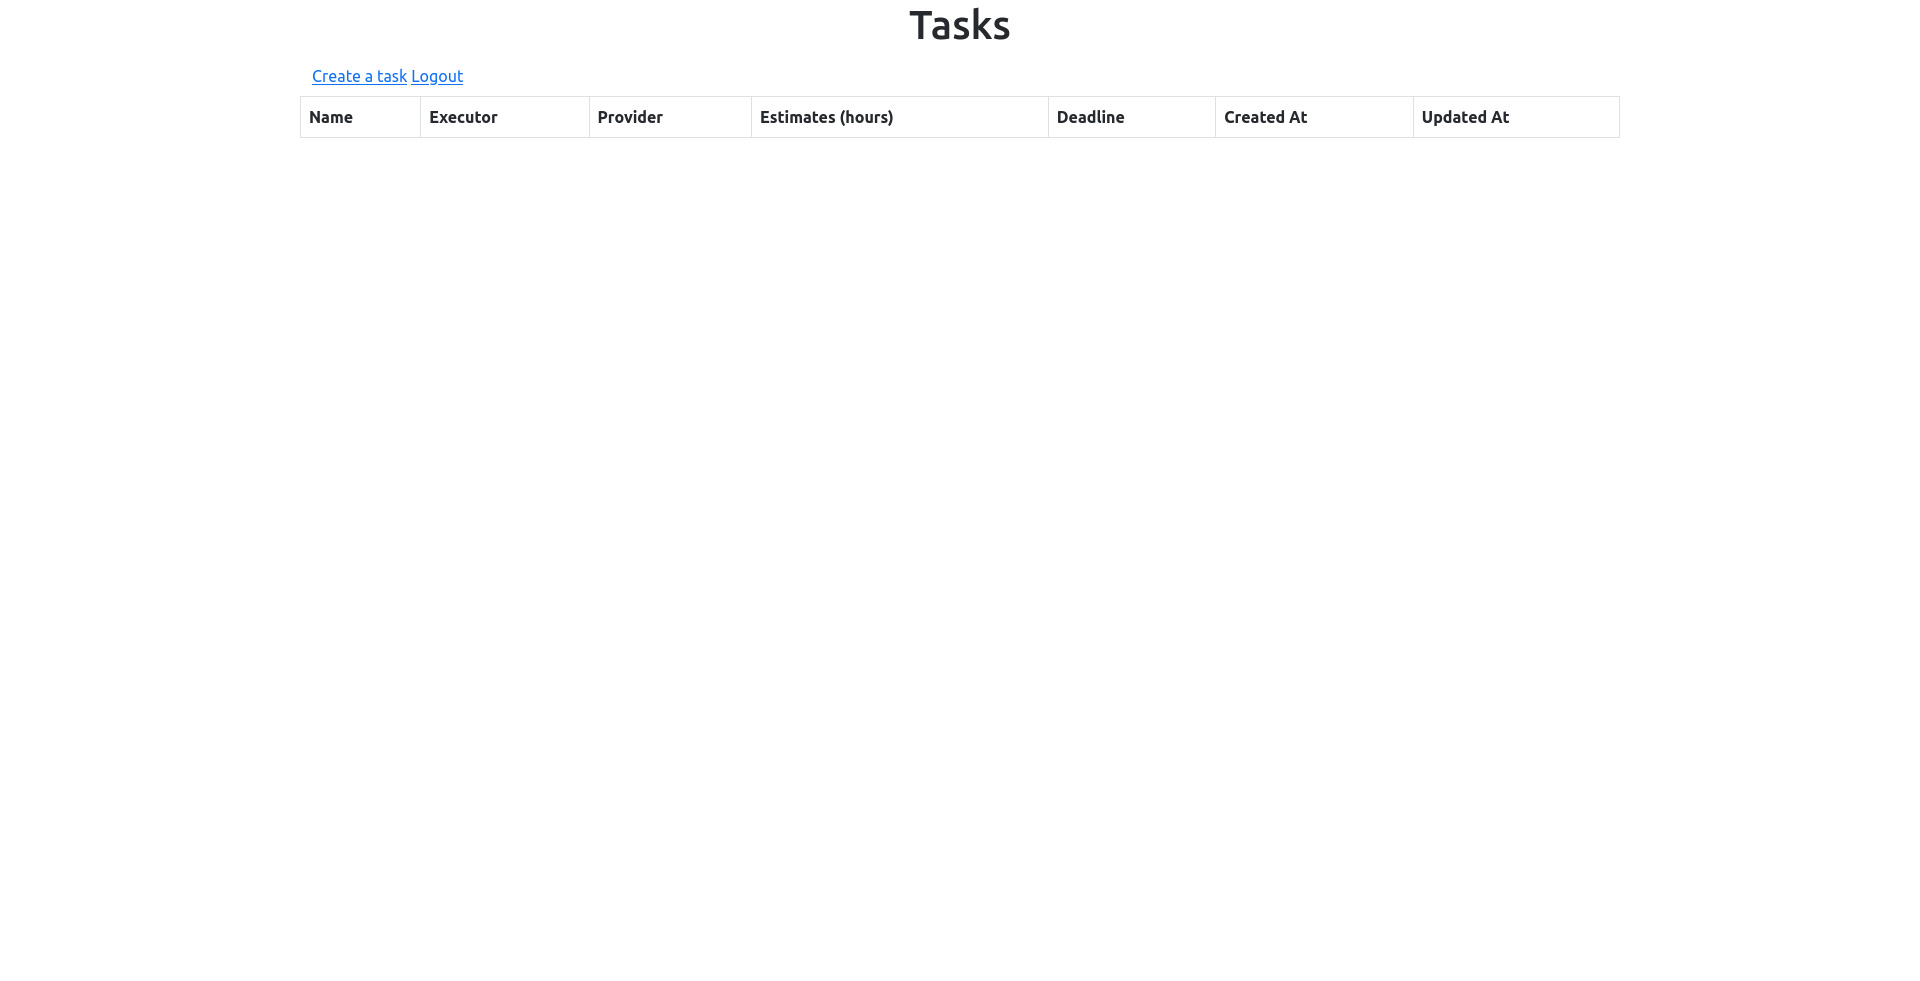 Tasks
Create a task Logout
Name Executor Provider Estimates (hours) Deadline Created At Updated At